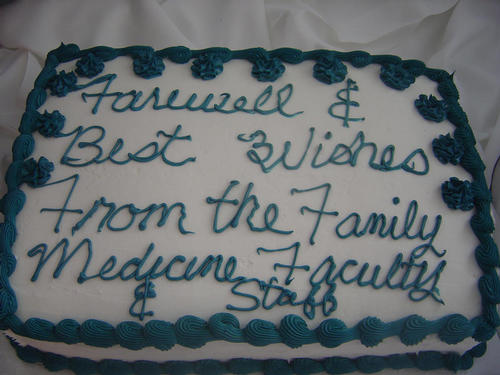 Farewell &
Best Wishes
From the Family
Medicine Faculty
& Staff